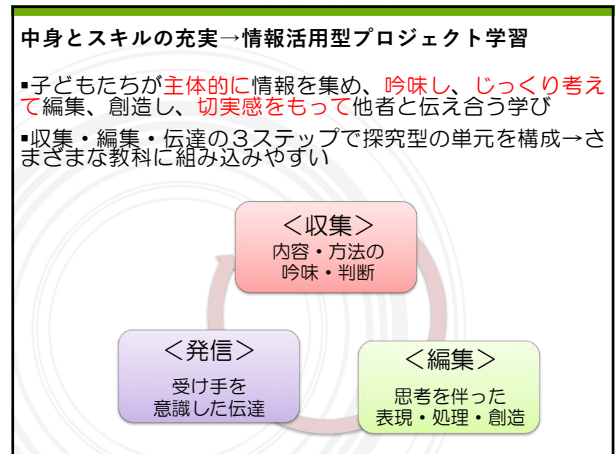 中身とスキルの充実→情報活用型プロジェクト学習
▪子どもたちが主体的に情報を集め、吟味し、じっくり考え
て編集、創造し、切実感をもって他者と伝え合う学び
▪収集・編集・伝達の３ステップで探究型の単元を構成→さ
まざまな教科に組み込みやすい
＜収集＞
内容・方法の
吟味・判断
＜発信＞
受け手を
意識した伝達
＜編集＞
思考を伴った
表現・処理・創造